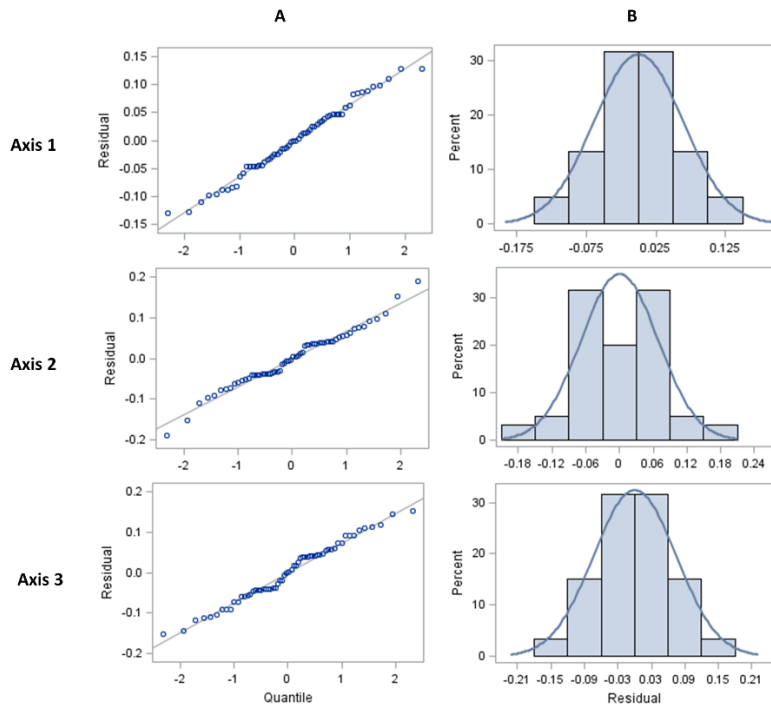 A
B
Axis 1
Residual
0.15
0.10
0.05
0.00
-0.05
-0.10
0.15
-2 -1 0 1 2
Percent
30
20
10
0
-0.175 -0.075 0.025 0.125
Axis 2
Residual
0.2
0.1
0.0
-0.1
-0.2
-2 -1 0 1 2
Percent
30
20
10
0
-0.18 -0.12 -0.06 0 0.06 0.12 0.18 0.24
Axis 3
Residual
0.2
0.1
0.0
-0.1
-0.2
-2 -1 0 1 2
Quantile
Percent
30
20
10
0
-0.21 -0.15 -0.09 -0.03 0.03 0.09 0.15 0.21
Residual